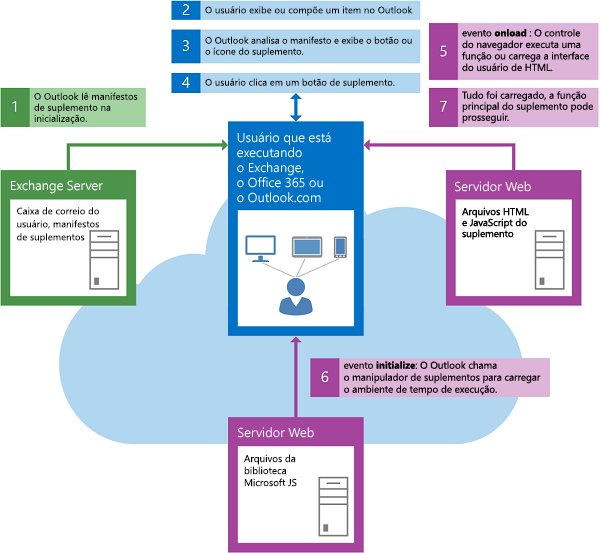 2 O usuário exibe ou compõe um item no Outlook
3 O Outlook analisa o manifesto e exibe o botão ou
o ícone do suplemento.
4 O usuário clica em um botão de suplemento.
5 evento onload : O controle
do navegador executa uma
função ou carrega a interface
do usuário de HTML.
7 Tudo foi carregado, a função
principal do suplemento pode
prosseguir.
1 O Outlook lê manifestos
de suplemento na
inicialização.
Usuário que está
executando
o Exchange,
o Office 365 ou
o Outlook.com
Exchange Server
Caixa de correio do
usuário, manifestos
de suplementos
Servidor Web
Arquivos HTML
e JavaScript do
suplemento
6 evento initialize: O Outlook chama
o manipulador de suplementos para carregar
o ambiente de tempo de execução.
Servidor Web
Arquivos da
biblioteca
Microsoft JS